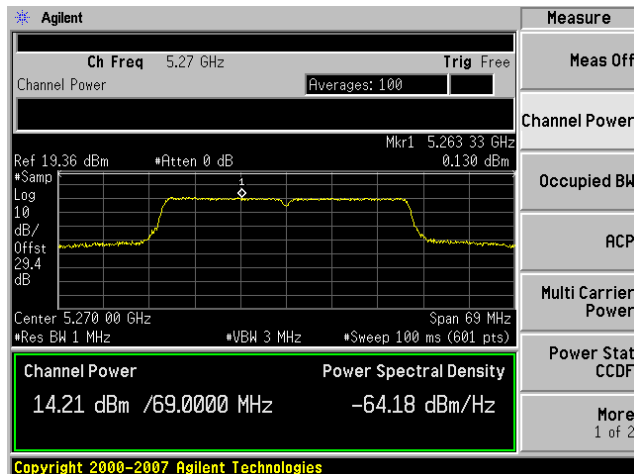 Agilent
Measure
Ch Freq 5.27 GHz Trig Free
Channel Power Averages: 100
Mkr1 5.263 33 GHz
Ref 19.36 dBm #Atten 0 dB 0.130 dBm
#Samp
Log
10
dB/
Offst
29.4
dB
1
Center 5.270 00 GHz Span 69 MHz
#Res BW 1 MHz #VBW 3 MHz #Sweep 100 ms (601 pts)
Channel Power Power Spectral Density
14.21 dBm /69.0000 MHz -64.18 dBm/Hz
Copyright 2000-2007 Agilent Technologies
Meas Off
Channel Power
Occupied BW
ACP
Multi Carrier
Power
Power Stat
CCDF
More
1 of 2